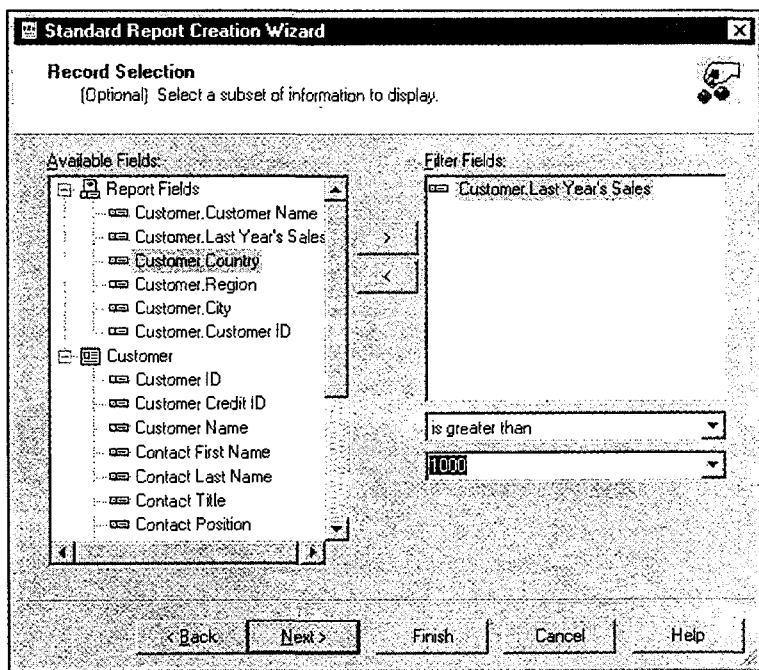 Standard Report Creation Wizard
Record Selection
(Optional) Select a subset of information to display.
Available Fields:
Report Fields
Customer.Customer Name
Customer.Last Year's Sales
Customer.Country
Customer.Region
Customer.City
Customer.Customer ID
Customer
Customer ID
Customer Credit ID
Customer Name
Contact First Name
Contact Last Name
Contact Title
Contact Position
>
<
Filter Fields:
Customer.Last Year's Sales
is greater than
1000
< Back
Next >
Finish
Cancel
Help